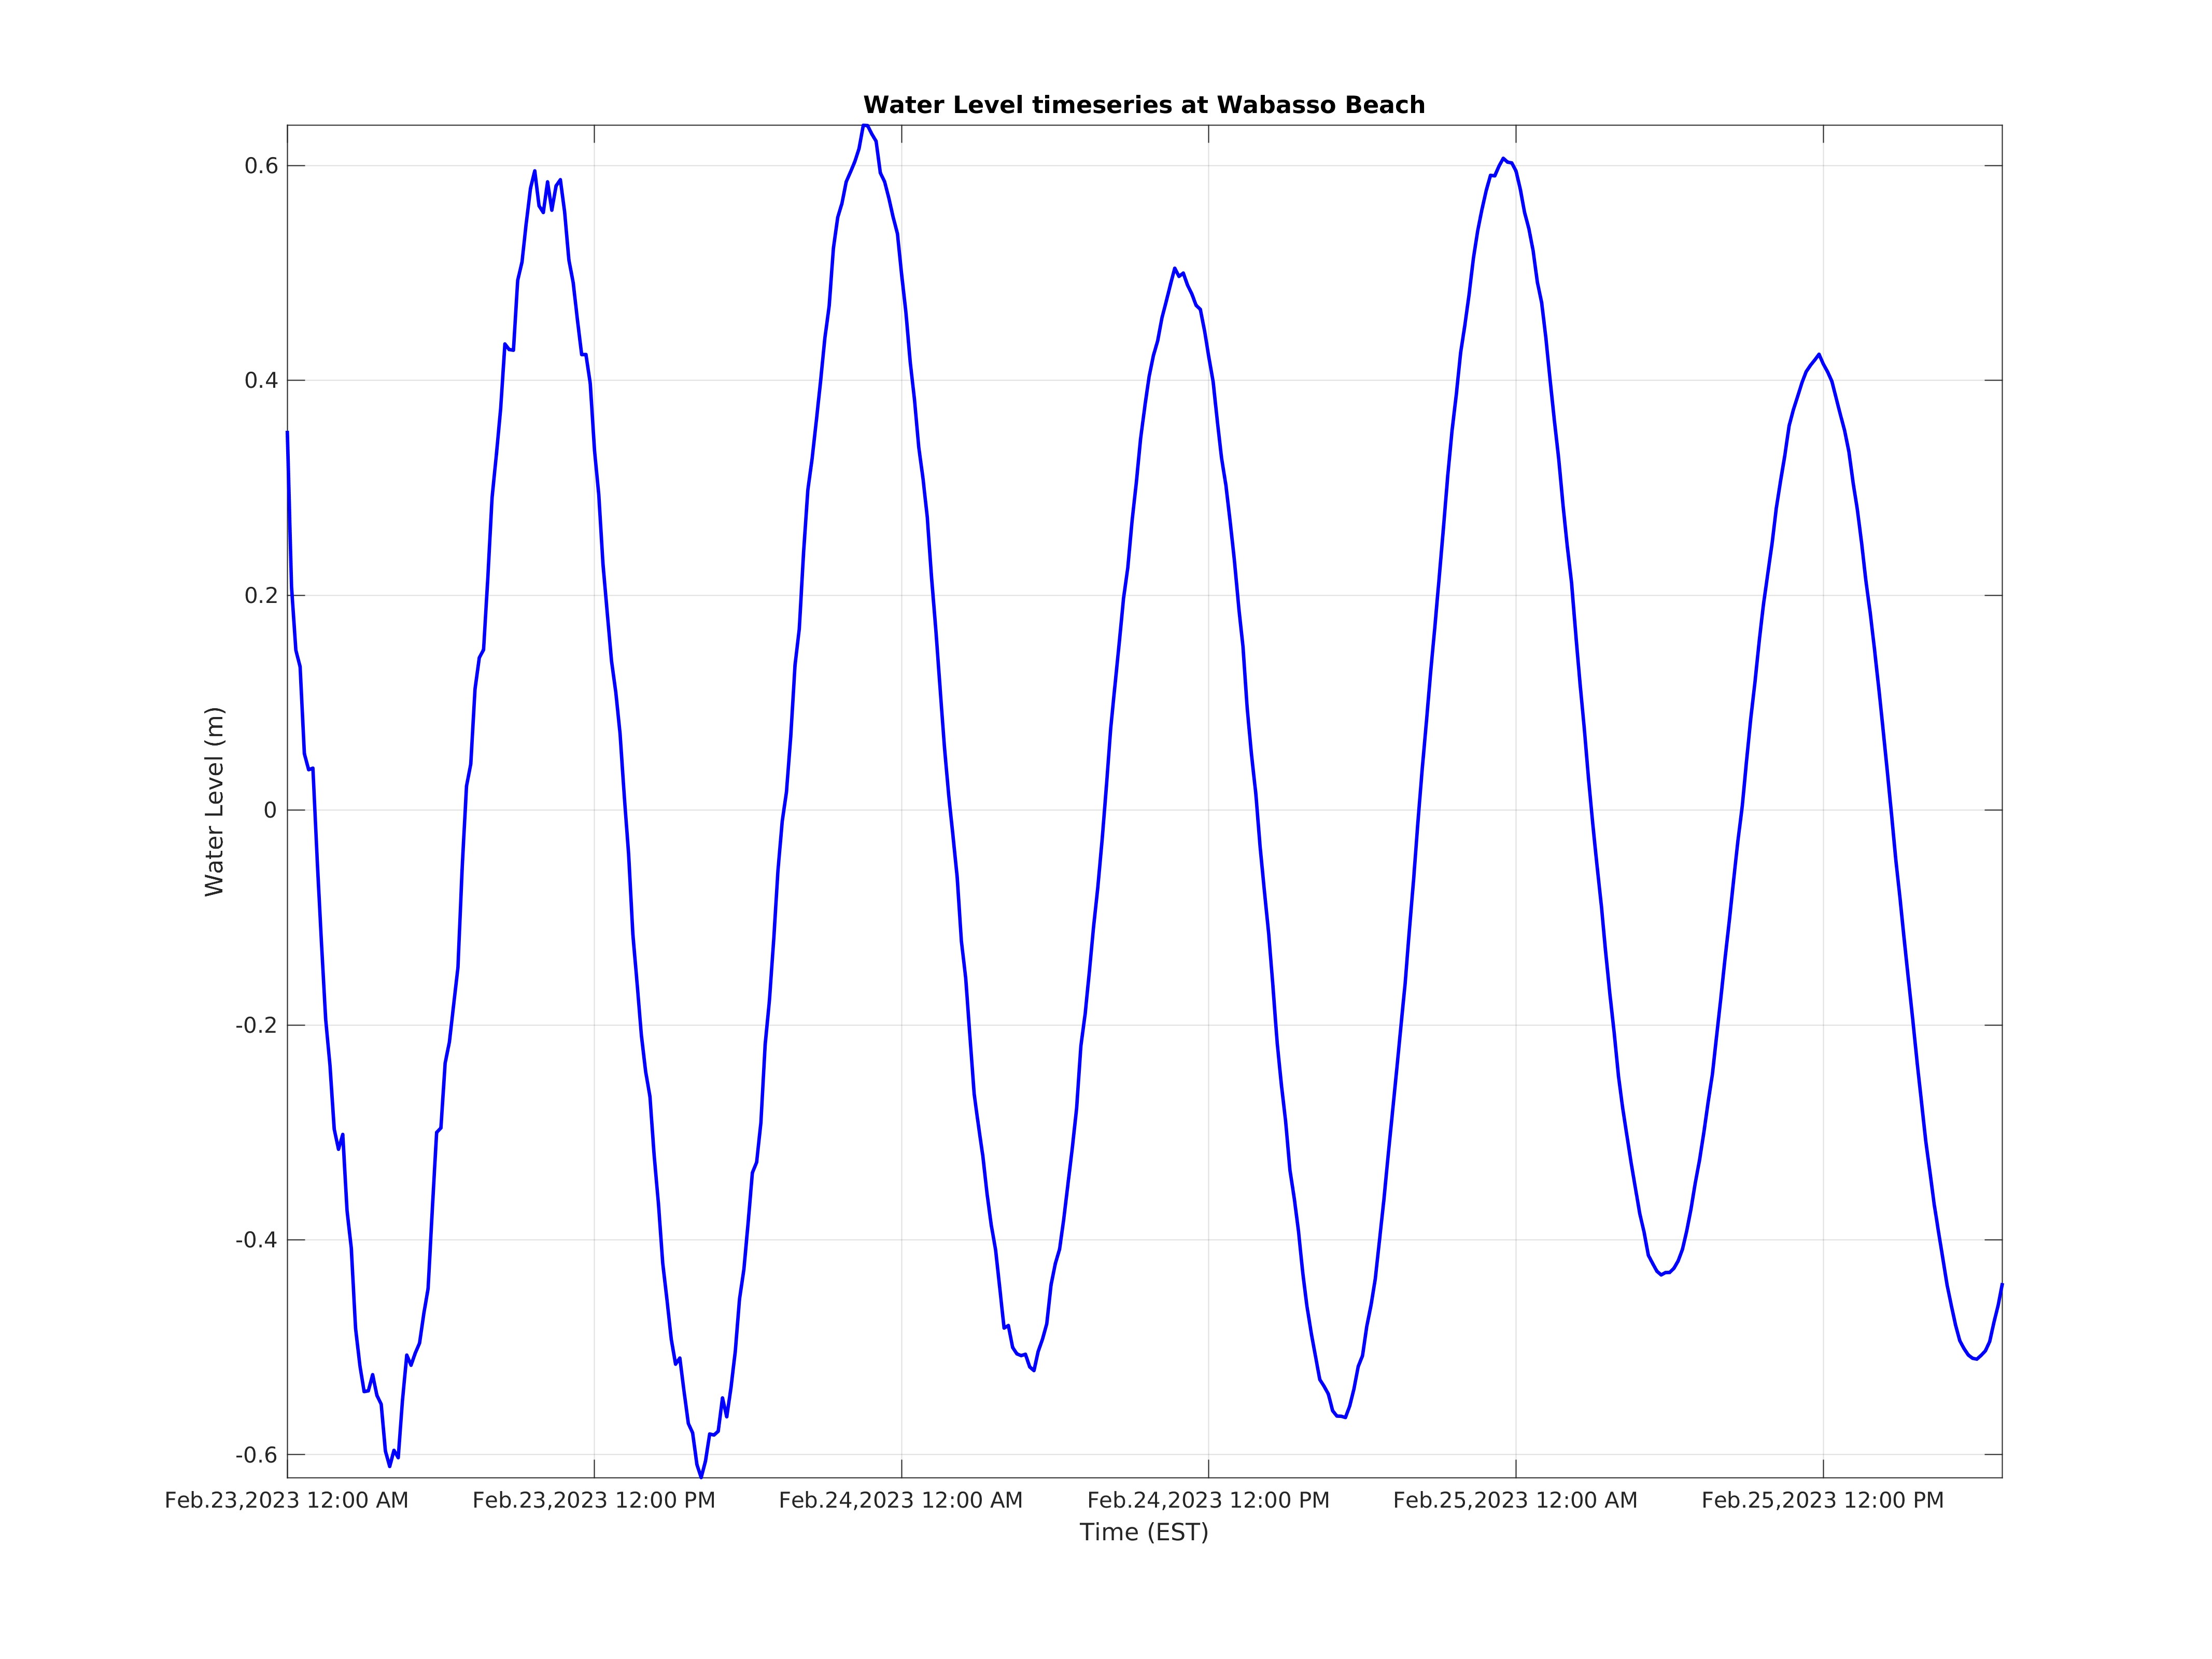 Water Level timeseries at Wabasso Beach
Water Level (m)
0.6
0.4
0.2
0
-0.2
-0.4
-0.6
Feb.23,2023 12:00 AM
Feb.23,2023 12:00 PM
Feb.24,2023 12:00 AM
Feb.24,2023 12:00 PM
Feb.25,2023 12:00 AM
Feb.25,2023 12:00 PM
Time (EST)